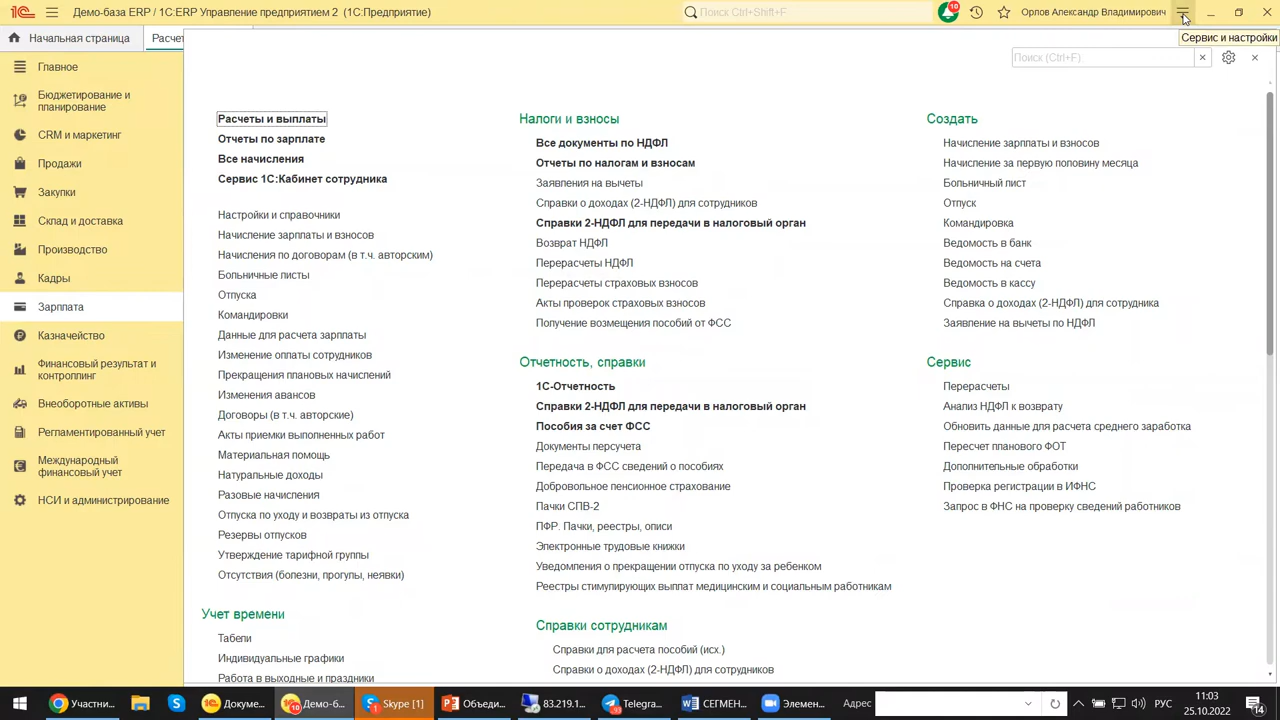 Демо-база ERP / 1С:ERP Управление предприятием 2 (1С:Предприятие)
Поиск Ctrl+Shift+F
10
Орлов Александр Владимирович
Сервис и настройки
Начальная страница
Расчет
Поиск (Ctrl+F)
Главное
Бюджетирование и
планирование
CRM и маркетинг
Продажи
Закупки
Склад и доставка
Производство
Кадры
Зарплата
Казначейство
Финансовый результат и
контроллинг
Внеоборотные активы
Регламентированный учет
Международный
финансовый учет
НСИ и администрирование
Расчеты и выплаты
Отчеты по зарплате
Все начисления
Сервис 1С:Кабинет сотрудника
Настройки и справочники
Начисление зарплаты и взносов
Начисления по договорам (в т.ч. авторским)
Больничные листы
Отпуска
Командировки
Данные для расчета зарплаты
Изменение оплаты сотрудников
Прекращения плановых начислений
Изменения авансов
Договоры (в т.ч. авторские)
Акты приемки выполненных работ
Материальная помощь
Натуральные доходы
Разовые начисления
Отпуска по уходу и возвраты из отпуска
Резервы отпусков
Утверждение тарифной группы
Отсутствия (болезни, прогулы, неявки)
Учет времени
Табели
Индивидуальные графики
Работа в выходные и праздники
Налоги и взносы
Все документы по НДФЛ
Отчеты по налогам и взносам
Заявления на вычеты
Справки о доходах (2-НДФЛ) для сотрудников
Справки 2-НДФЛ для передачи в налоговый орган
Возврат НДФЛ
Перерасчеты НДФЛ
Перерасчеты страховых взносов
Акты проверок страховых взносов
Получение возмещения пособий от ФСС
Отчетность, справки
1С-Отчетность
Справки 2-НДФЛ для передачи в налоговый орган
Пособия за счет ФСС
Документы персучета
Передача в ФСС сведений о пособиях
Добровольное пенсионное страхование
Пачки СПВ-2
ПФР. Пачки, реестры, описи
Электронные трудовые книжки
Уведомления о прекращении отпуска по уходу за ребенком
Реестры стимулирующих выплат медицинским и социальным работникам
Справки сотрудникам
Справки для расчета пособий (исх.)
Справки о доходах (2-НДФЛ) для сотрудников
Создать
Начисление зарплаты и взносов
Начисление за первую половину месяца
Больничный лист
Отпуск
Командировка
Ведомость в банк
Ведомость на счета
Ведомость в кассу
Справка о доходах (2-НДФЛ) для сотрудника
Заявление на вычеты по НДФЛ
Сервис
Перерасчеты
Анализ НДФЛ к возврату
Обновить данные для расчета среднего заработка
Пересчет планового ФОТ
Дополнительные обработки
Проверка регистрации в ИФНС
Запрос в ФНС на проверку сведений работников
Участни...
Докуме...
Демо-б...
Skype [1]
Объеди...
83.219.1...
Telegra...
СЕГМЕН...
Элемен...
Адрес
РУС
11:03
25.10.2022
14